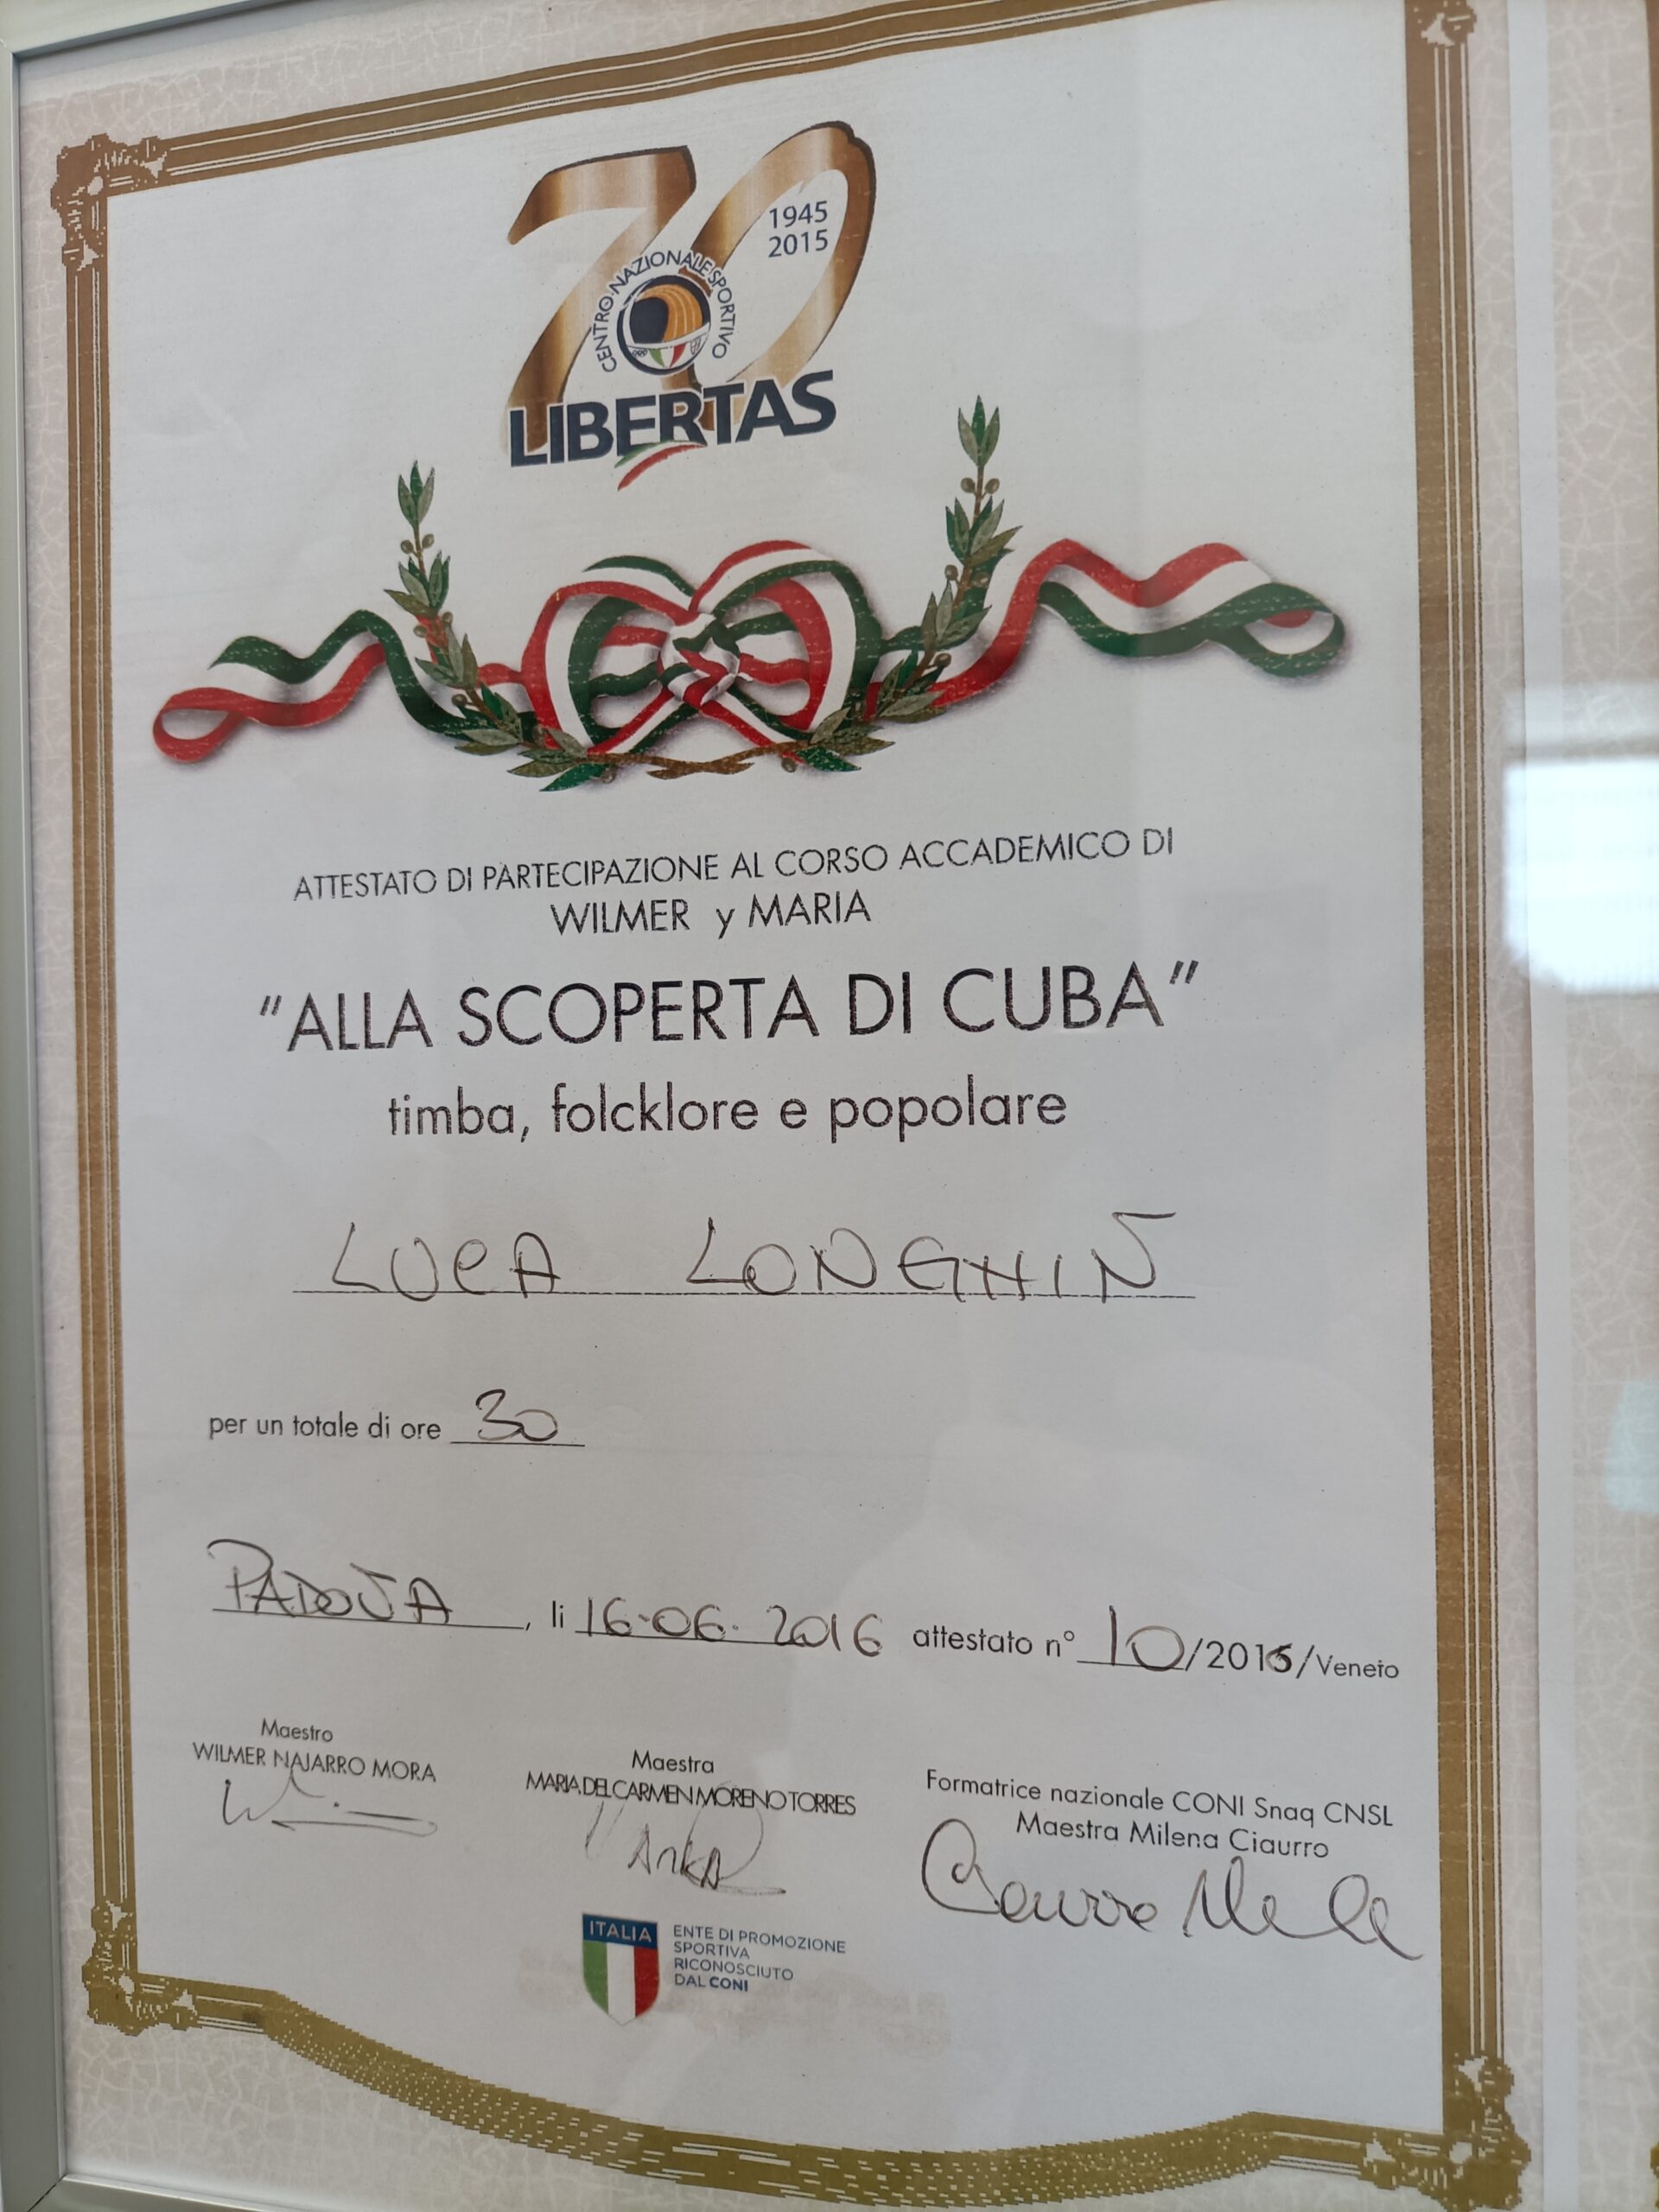 70
1945
2015
CENTRO NAZIONALE SPORTIVO
LIBERTAS
ATTESTATO DI PARTECIPAZIONE AL CORSO ACCADEMICO DI
WILMER y MARIA
"ALLA SCOPERTA DI CUBA"
timba, folcklore e popolare
LUCA LONGHIN
per un totale di ore 30
PADOVA, li 16-06-2016 attestato n° 10/2016/Veneto
Maestro
WILMER NAJARRO MORA
Maestra
MARIA DEL CARMEN MORENO TORRES
Formatrice nazionale CONI Snaq CNSL
Maestra Milena Ciaurro
Ciaurro Milena
ITALIA
ENTE DI PROMOZIONE
SPORTIVA
RICONOSCIUTO
DAL CONI